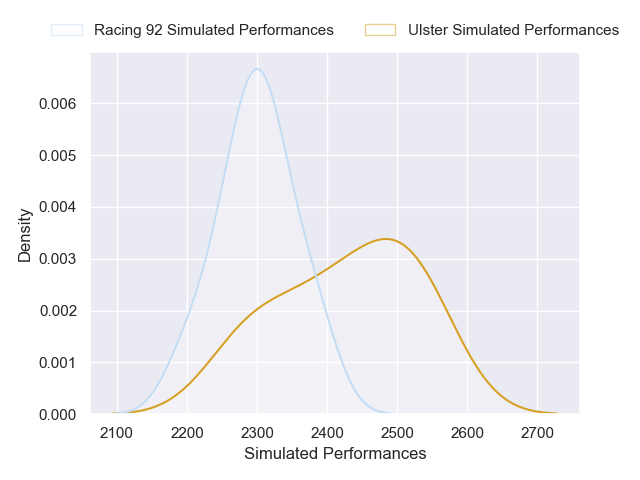 Racing 92 Simulated Performances
Ulster Simulated Performances
0.006
0.005
0.004
0.003
0.002
0.001
0.000
Density
2100 2200 2300 2400 2500 2600 2700
Simulated Performances